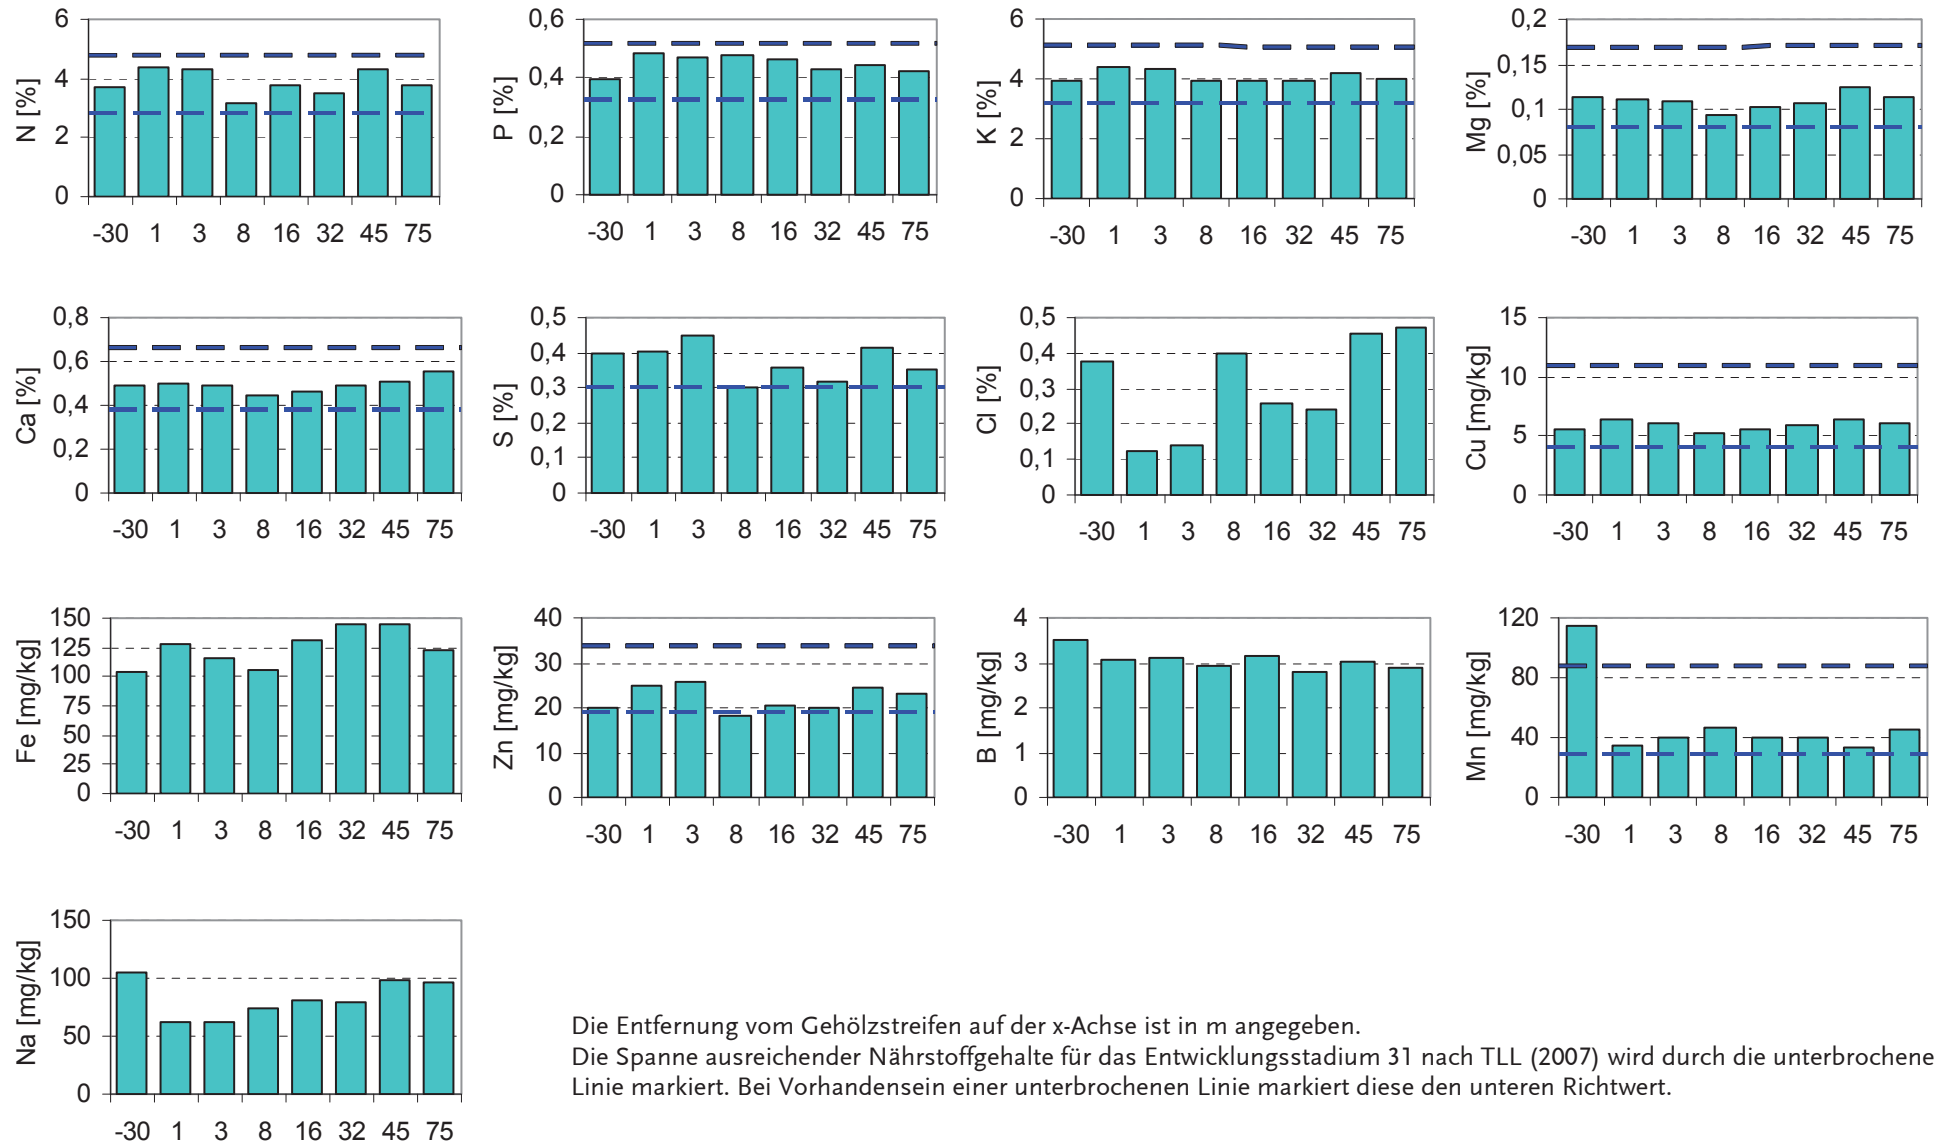 N [%]
6
4
2
0
-30 1 3 8 16 32 45 75
P [%]
0,6
0,4
0,2
0
-30 1 3 8 16 32 45 75
K [%]
6
4
2
0
-30 1 3 8 16 32 45 75
Mg [%]
0,2
0,15
0,1
0,05
0
-30 1 3 8 16 32 45 75
Ca [%]
0,8
0,6
0,4
0,2
0
-30 1 3 8 16 32 45 75
S [%]
0,5
0,4
0,3
0,2
0,1
0
-30 1 3 8 16 32 45 75
Cl [%]
0,5
0,4
0,3
0,2
0,1
0
-30 1 3 8 16 32 45 75
Cu [mg/kg]
15
10
5
0
-30 1 3 8 16 32 45 75
Fe [mg/kg]
150
125
100
75
50
25
0
-30 1 3 8 16 32 45 75
Zn [mg/kg]
40
30
20
10
0
-30 1 3 8 16 32 45 75
B [mg/kg]
4
3
2
1
0
-30 1 3 8 16 32 45 75
Mn [mg/kg]
120
80
40
0
-30 1 3 8 16 32 45 75
Na [mg/kg]
150
100
50
0
-30 1 3 8 16 32 45 75
Die Entfernung vom Gehölzstreifen auf der x-Achse ist in m angegeben.
Die Spanne ausreichender Nährstoffgehalte für das Entwicklungsstadium 31 nach TLL (2007) wird durch die unterbrochene
Linie markiert. Bei Vorhandensein einer unterbrochenen Linie markiert diese den unteren Richtwert.